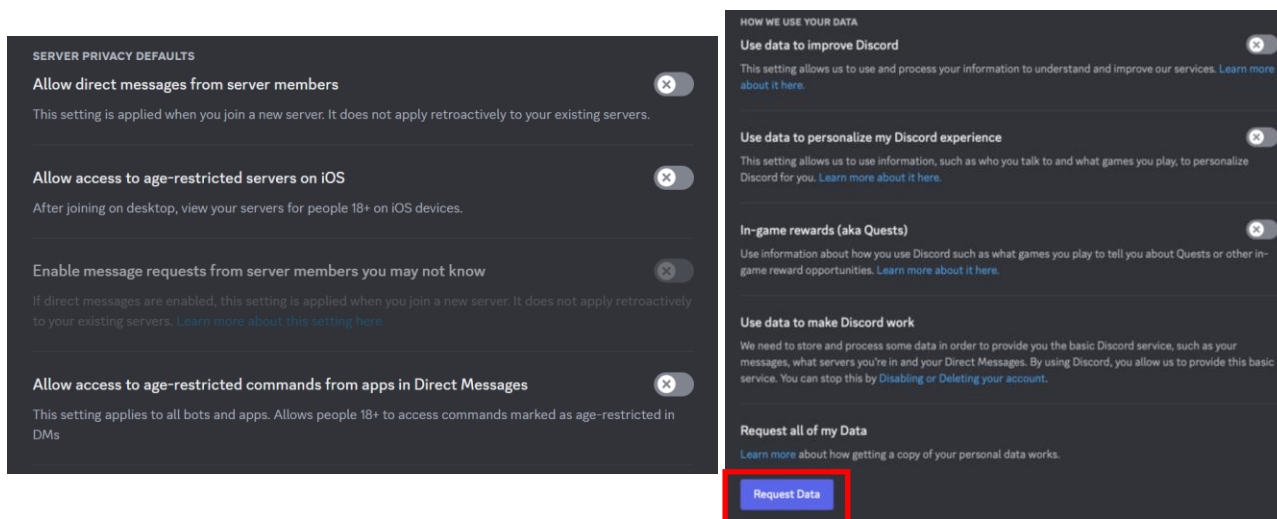 SERVER PRIVACY DEFAULTS
Allow direct messages from server members
This setting is applied when you join a new server. It does not apply retroactively to your existing servers.
Allow access to age-restricted servers on iOS
After joining on desktop, view your servers for people 18+ on iOS devices.
Enable message requests from server members you may not know
If direct messages are enabled, this setting is applied when you join a new server. It does not apply retroactively
to your existing servers. Learn more about this setting here.
Allow access to age-restricted commands from apps in Direct Messages
This setting applies to all bots and apps. Allows people 18+ to access commands marked as age-restricted in
DMs
HOW WE USE YOUR DATA
Use data to improve Discord
This setting allows us to use and process your information to understand and improve our services. Learn more
about it here.
Use data to personalize my Discord experience
This setting allows us to use information, such as who you talk to and what games you play, to personalize
Discord for you. Learn more about it here.
In-game rewards (aka Quests)
Use information about how you use Discord such as what games you play to tell you about Quests or other in-
game reward opportunities. Learn more about it here.
Use data to make Discord work
We need to store and process some data in order to provide you the basic Discord service, such as your
messages, what servers you're in and your Direct Messages. By using Discord, you allow us to provide this basic
service. You can stop this by Disabling or Deleting your account.
Request all of my Data
Learn more about how getting a copy of your personal data works.
Request Data